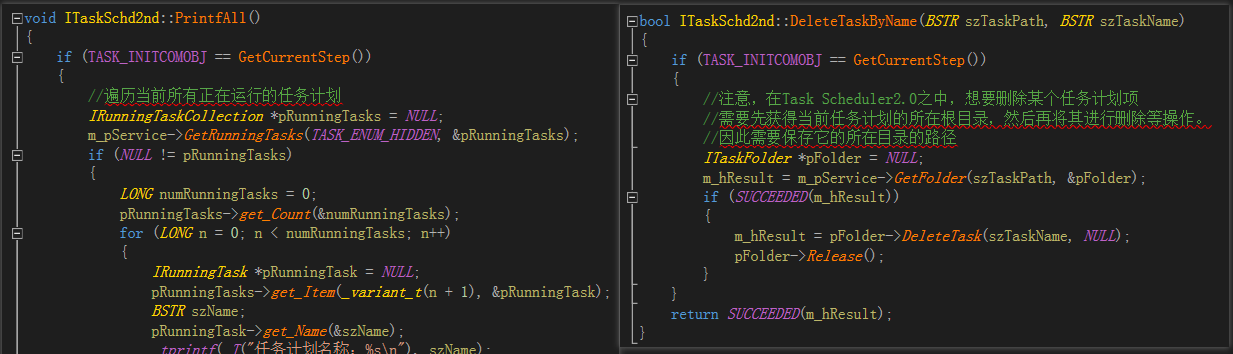 void ITaskSchd2nd::PrintfAll()
{
if (TASK_INITCOMOBJ == GetCurrentStep())
{
//遍历当前所有正在运行的任务计划
IRunningTaskCollection *pRunningTasks = NULL;
m_pService->GetRunningTasks(TASK_ENUM_HIDDEN, &pRunningTasks);
if (NULL != pRunningTasks)
{
LONG numRunningTasks = 0;
pRunningTasks->get_Count(&numRunningTasks);
for (LONG n = 0; n < numRunningTasks; n++)
{
IRunningTask *pRunningTask = NULL;
pRunningTasks->get_Item(_variant_t(n + 1), &pRunningTask);
BSTR szName;
pRunningTask->get_Name(&szName);
_tprintf(_T("任务计划名称：%s\n"), szName);
bool ITaskSchd2nd::DeleteTaskByName(BSTR szTaskPath, BSTR szTaskName)
{
if (TASK_INITCOMOBJ == GetCurrentStep())
{
//注意，在Task Scheduler2.0之中，想要删除某个任务计划项
//需要先获得当前任务计划的所在根目录，然后再将其进行删除等操作。
//因此需要保存它的所在目录的路径
ITaskFolder *pFolder = NULL;
m_hResult = m_pService->GetFolder(szTaskPath, &pFolder);
if (SUCCEEDED(m_hResult))
{
m_hResult = pFolder->DeleteTask(szTaskName, NULL);
pFolder->Release();
}
}
return SUCCEEDED(m_hResult);
}